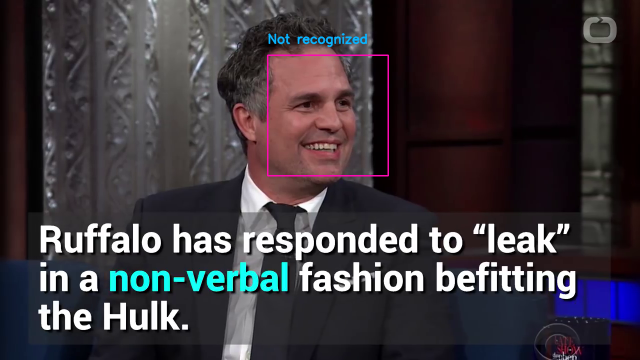 Not recognized
Ruffalo has responded to “leak”
in a non-verbal fashion befitting
the Hulk.